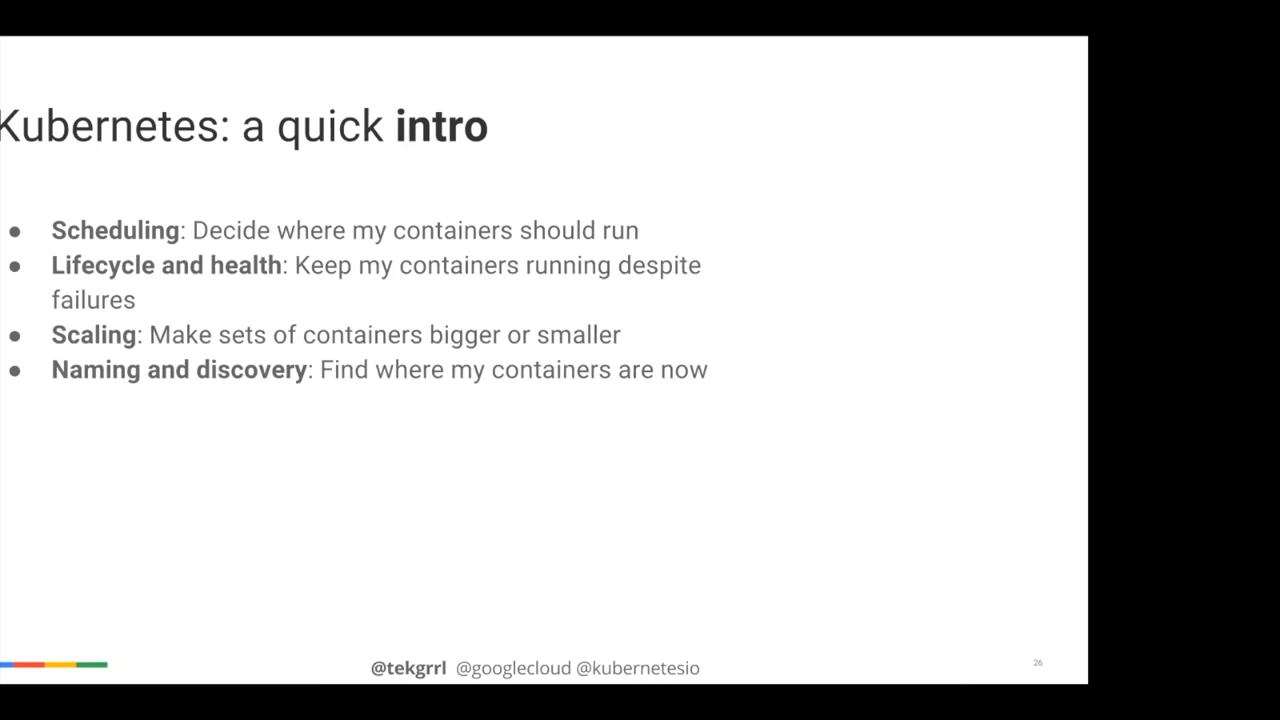 Kubernetes: a quick intro
● Scheduling: Decide where my containers should run
● Lifecycle and health: Keep my containers running despite
failures
● Scaling: Make sets of containers bigger or smaller
● Naming and discovery: Find where my containers are now
@tekgrrl @googlecloud @kubernetesio
26